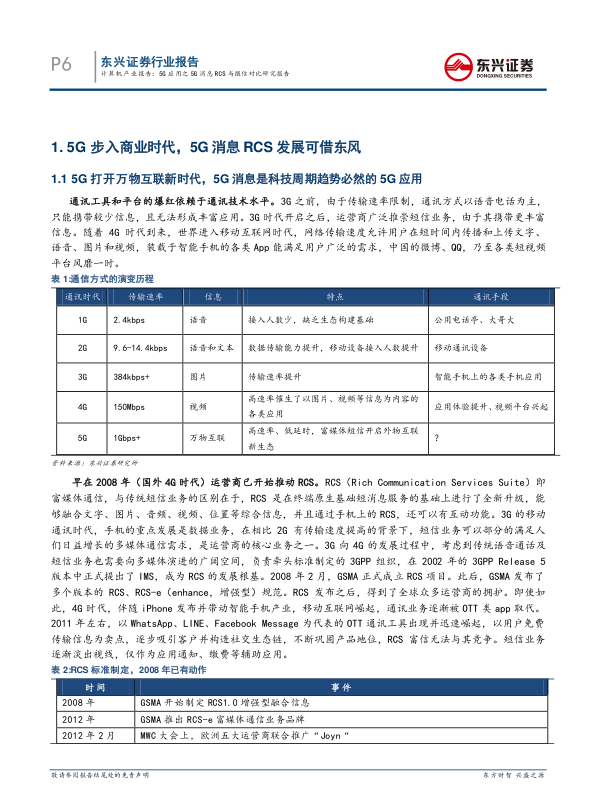 P6
东兴证券行业报告
计算机产业报告：5G 应用之 5G 消息 RCS 与微信对比研究报告
东兴证券
DONGXING SECURITIES
1. 5G 步入商业时代，5G 消息 RCS 发展可借东风
1.1 5G 打开万物互联新时代，5G 消息是科技周期趋势必然的 5G 应用
通讯工具和平台的爆红依赖于通讯技术水平。3G 之前，由于传输速率限制，通讯方式以语音电话为主，
只能携带较少信息，且无法形成丰富应用。3G 时代开启之后，运营商广泛推崇短信业务，由于其携带更丰富
信息。随着 4G 时代到来，世界进入移动互联网时代，网络传输速度允许用户在短时间内传播和上传文字、
语音、图片和视频，装载于智能手机的各类 App 能满足用户广泛的需求，中国的微博、QQ，乃至各类短视频
平台风靡一时。
表 1:通信方式的演变历程
通讯时代 传输速率 信息 特点 通讯手段
1G 2.4kbps 语音 接入人数少，缺乏生态构建基础 公用电话亭、大哥大
2G 9.6-14.4kbps 语音和文本 数据传输能力提升，移动设备接入人数提升 移动通讯设备
3G 384kbps+ 图片 传输速率提升 智能手机上的各类手机应用
4G 150Mbps 视频 高速率催生了以图片、视频等信息为内容的
各类应用 应用体验提升、视频平台兴起
5G 1Gbps+ 万物互联 高速率、低延时，富媒体短信开启外物互联
新生态 ？
资料来源：东兴证券研究所
早在 2008 年（国外 4G 时代）运营商已开始推动 RCS。RCS（Rich Communication Services Suite）即
富媒体通信，与传统短信业务的区别在于，RCS 是在终端原生基础短消息服务的基础上进行了全新升级，能
够融合文字、图片、音频、视频、位置等综合信息，并且通过手机上的 RCS，还可以有互动功能。3G 的移动
通讯时代，手机的重点发展是数据业务，在相比 2G 有传输速度提高的背景下，短信业务可以部分的满足人
们日益增长的多媒体通信需求，是运营商的核心业务之一。3G 向 4G 的发展过程中，考虑到传统语音通话及
短信业务也需要向多媒体演进的广阔空间，负责牵头标准制定的 3GPP 组织，在 2002 年的 3GPP Release 5
版本中正式提出了 IMS，成为 RCS 的发展根基。2008 年 2 月，GSMA 正式成立 RCS 项目。此后，GSMA 发布了
多个版本的 RCS、RCS-e（enhance，增强型）规范。RCS 发布之后，得到了全球众多运营商的拥护。即使如
此，4G 时代，伴随 iPhone 发布并带动智能手机产业，移动互联网崛起，通讯业务逐渐被 OTT 类 app 取代。
2011 年左右，以 WhatsApp、LINE、Facebook Message 为代表的 OTT 通讯工具出现并迅速崛起，以用户免费
传输信息为卖点，逐步吸引客户并构造社交生态链，不断巩固产品地位，RCS 富信无法与其竞争。短信业务
逐渐淡出视线，仅作为应用通知、缴费等辅助应用。
表 2:RCS 标准制定，2008 年已有动作
时 间 事 件
2008 年 GSMA 开始制定 RCS1.0 增强型融合信息
2012 年 GSMA 推出 RCS-e 富媒体通信业务品牌
2012 年 2 月 MWC 大会上，欧洲五大运营商联合推广“Joyn“
敬请参阅报告结尾处的免责声明
东方财智 兴盛之源